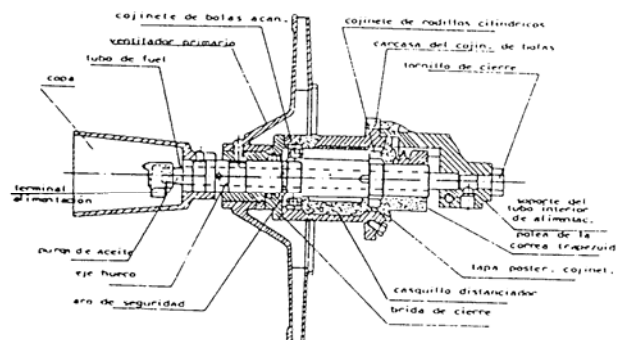 cojinete de bolas acan.
ventilador primario
tubo de fuel
copa
cojinete de rodillos cilindricos
carcasa del cojin. de bolas
tornillo de cierre
terminal
alimentación
purga de aceite
eje hueco
aro de seguridad
soporte del
tubo interior
de alimentac.
polea de la
correa trapezoid
tapa poster. cojinet.
casquillo distanciador
brida de cierre